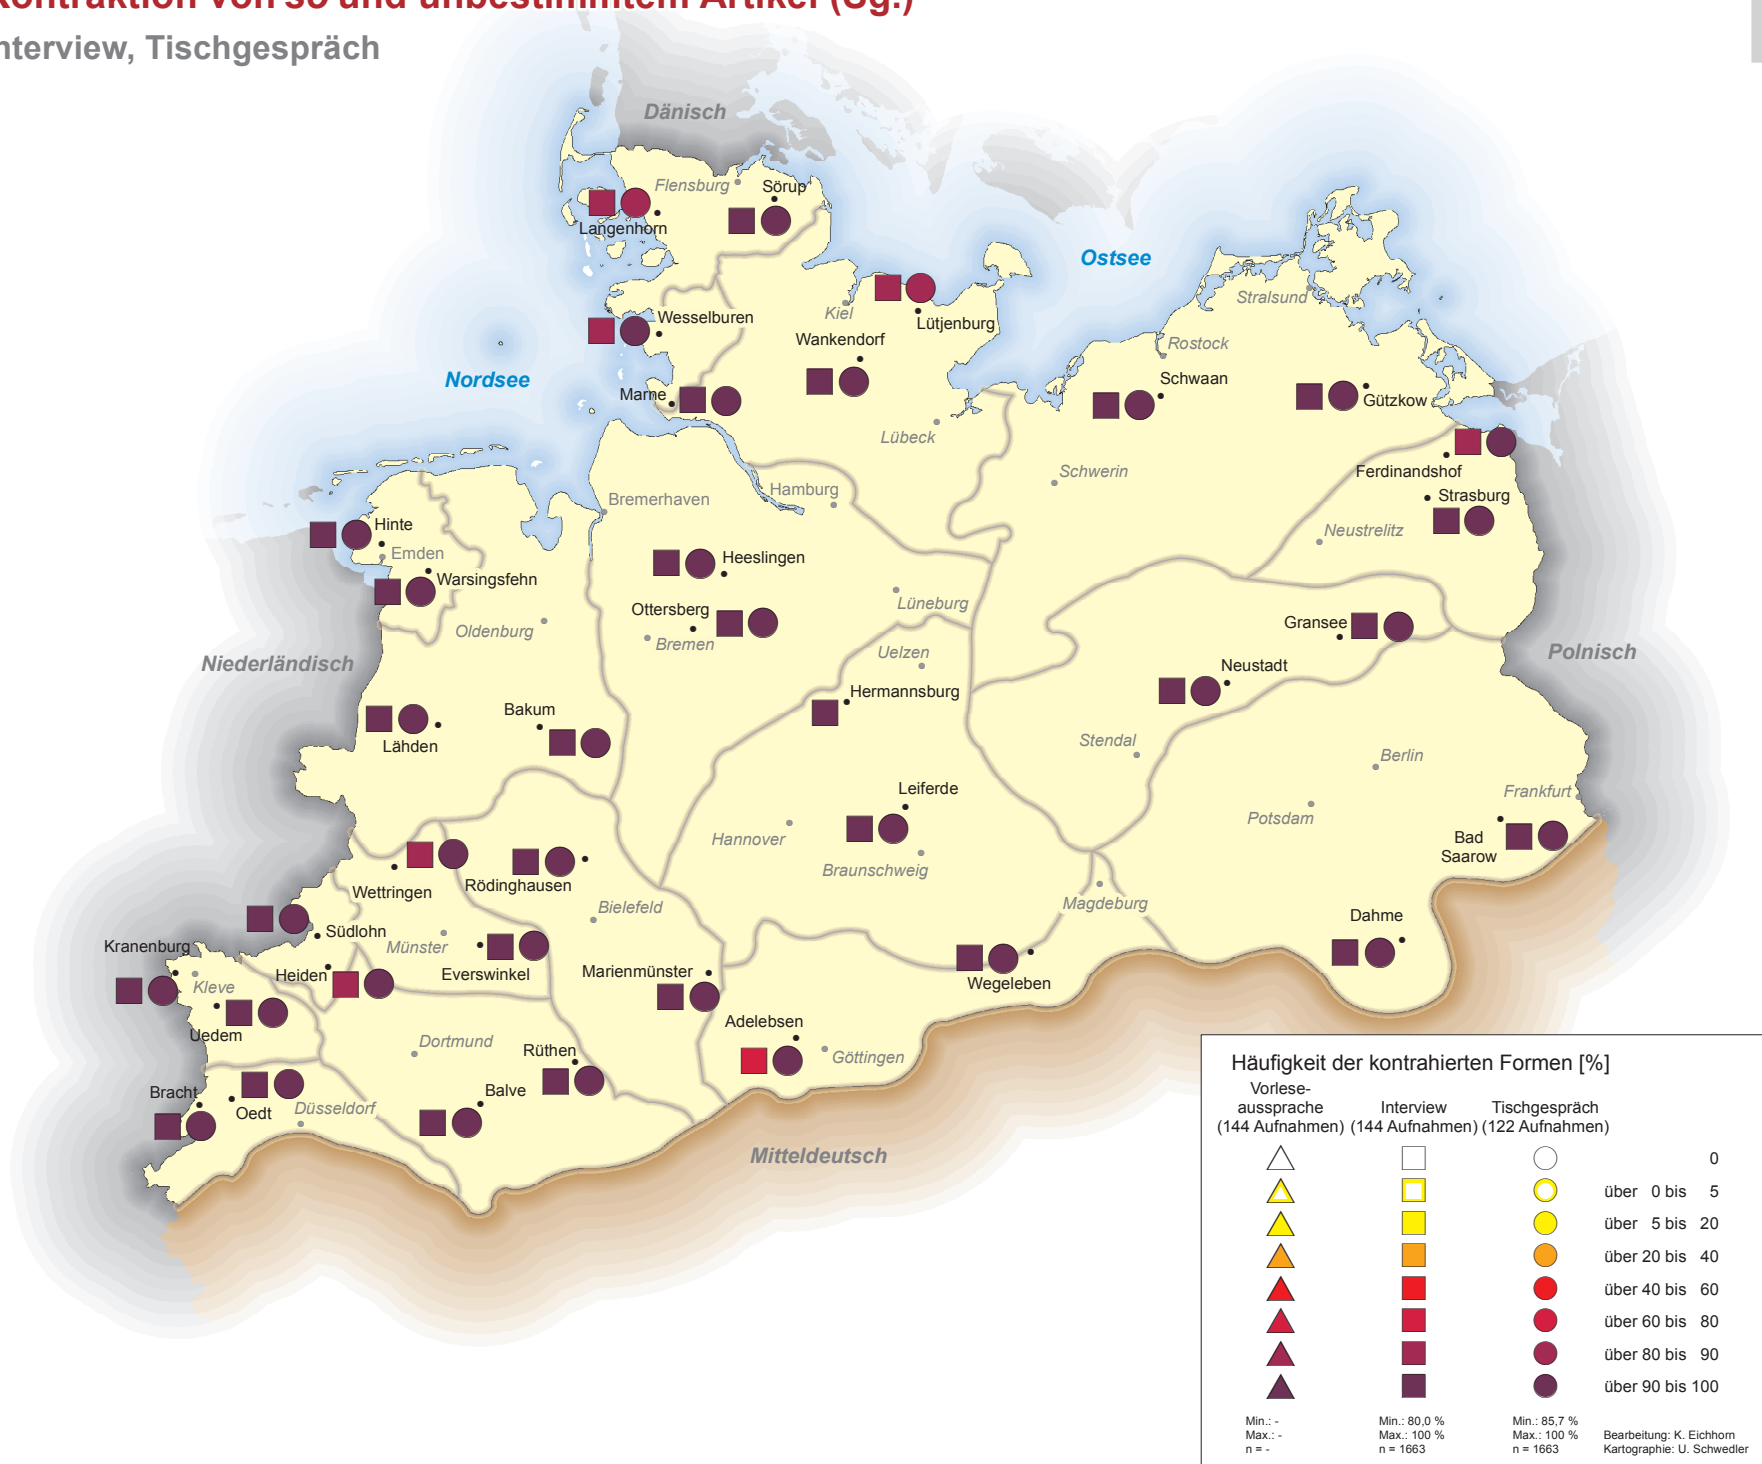 Kontraktion von so und unbestimmtem Artikel (Sg.)
Interview, Tischgespräch
Dänisch
Flensburg
Sörup
Langenhorn
Ostsee
Stralsund
Kiel
Lütjenburg
Wesselburen
Wankendorf
Rostock
Nordsee
Schwaan
Marne
Gützkow
Lübeck
Ferdinandshof
Schwerin
Hamburg
Bremerhaven
Strasburg
Hinte
Neustrelitz
Emden
Heeslingen
Warsingsfehn
Lüneburg
Ottersberg
Gransee
Oldenburg
Bremen
Uelzen
Polnisch
Niederländisch
Neustadt
Hermannsburg
Bakum
Stendal
Lähden
Berlin
Leiferde
Frankfurt
Potsdam
Hannover
Bad
Saarow
Braunschweig
Wettringen
Rödinghausen
Magdeburg
Bielefeld
Dahme
Südlohn
Kranenburg
Münster
Heiden
Everswinkel
Marienmünster
Wegeleben
Kleve
Uedem
Adelebsen
Dortmund
Rüthen
Göttingen
Bracht
Balve
Oedt
Düsseldorf
Mitteldeutsch
Häufigkeit der kontrahierten Formen [%]
Vorlese-
aussprache Interview Tischgespräch
(144 Aufnahmen) (144 Aufnahmen) (122 Aufnahmen)
0
über 0 bis 5
über 5 bis 20
über 20 bis 40
über 40 bis 60
über 60 bis 80
über 80 bis 90
über 90 bis 100
Min.: - Min.: 80,0 % Min.: 85,7 %
Max.: - Max.: 100 % Max.: 100 % Bearbeitung: K. Eichhorn
n = - n = 1663 n = 1663 Kartographie: U. Schwedler